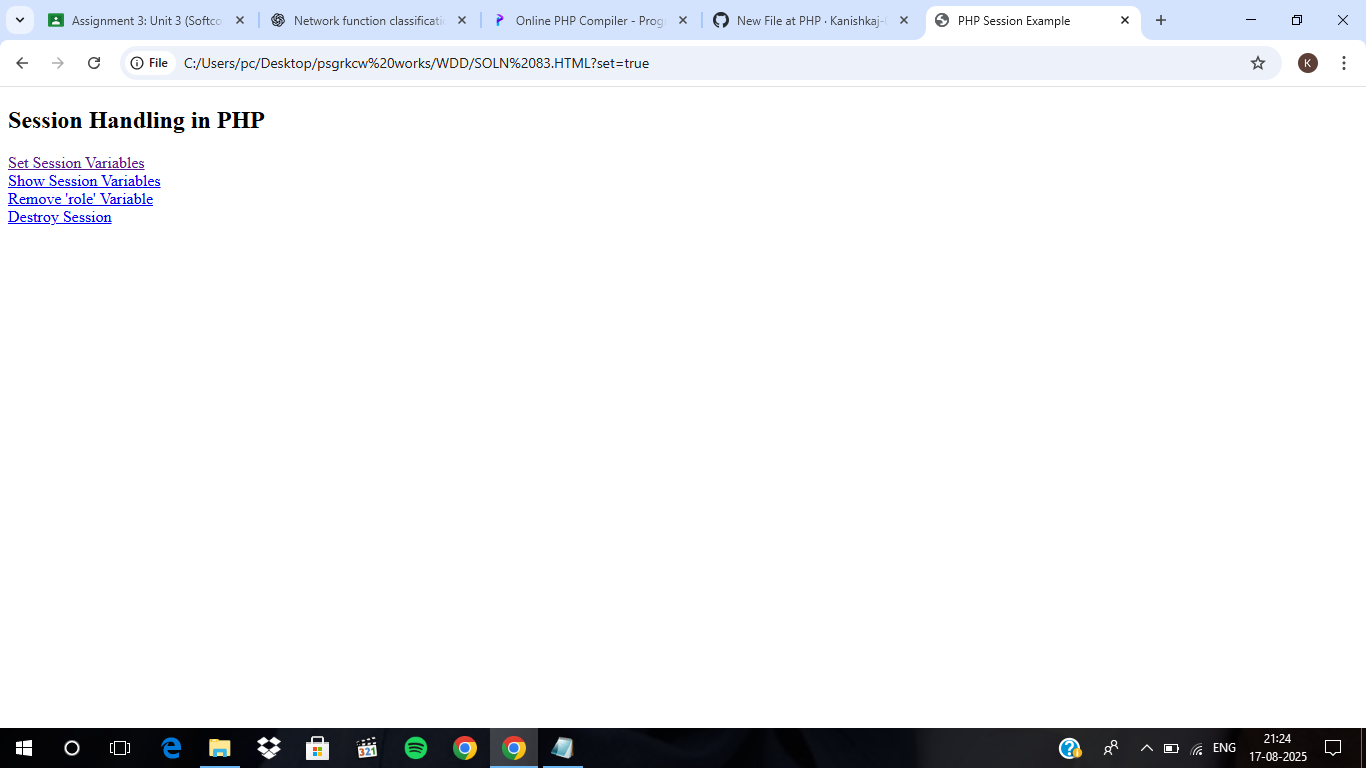 Assignment 3: Unit 3 (Softco
Network function classificati
Online PHP Compiler - Prog
New File at PHP · Kanishkaj-
PHP Session Example
File
C:/Users/pc/Desktop/psgrkcw%20works/WDD/SOLN%2083.HTML?set=true
K
Session Handling in PHP
Set Session Variables
Show Session Variables
Remove 'role' Variable
Destroy Session
321
ENG
21:24
17-08-2025